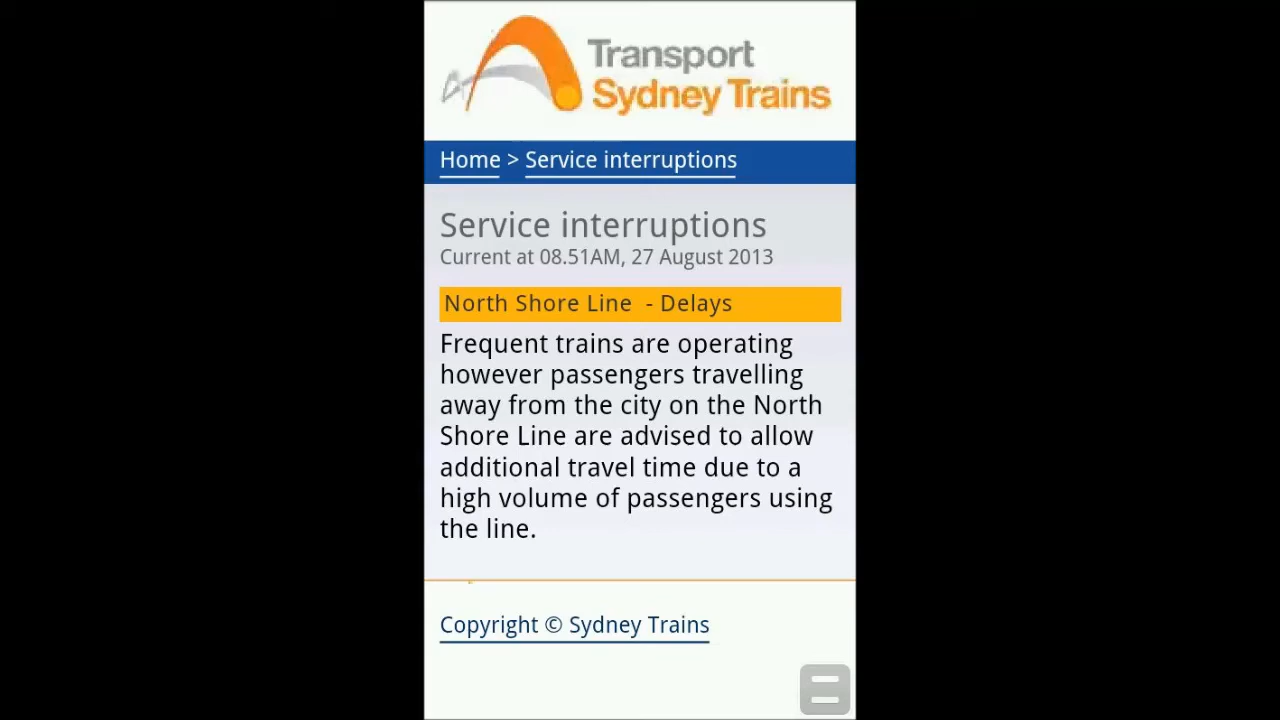 Transport
Sydney Trains
Home > Service interruptions
Service interruptions
Current at 08.51AM, 27 August 2013
North Shore Line  - Delays
Frequent trains are operating
however passengers travelling
away from the city on the North
Shore Line are advised to allow
additional travel time due to a
high volume of passengers using
the line.
Copyright © Sydney Trains